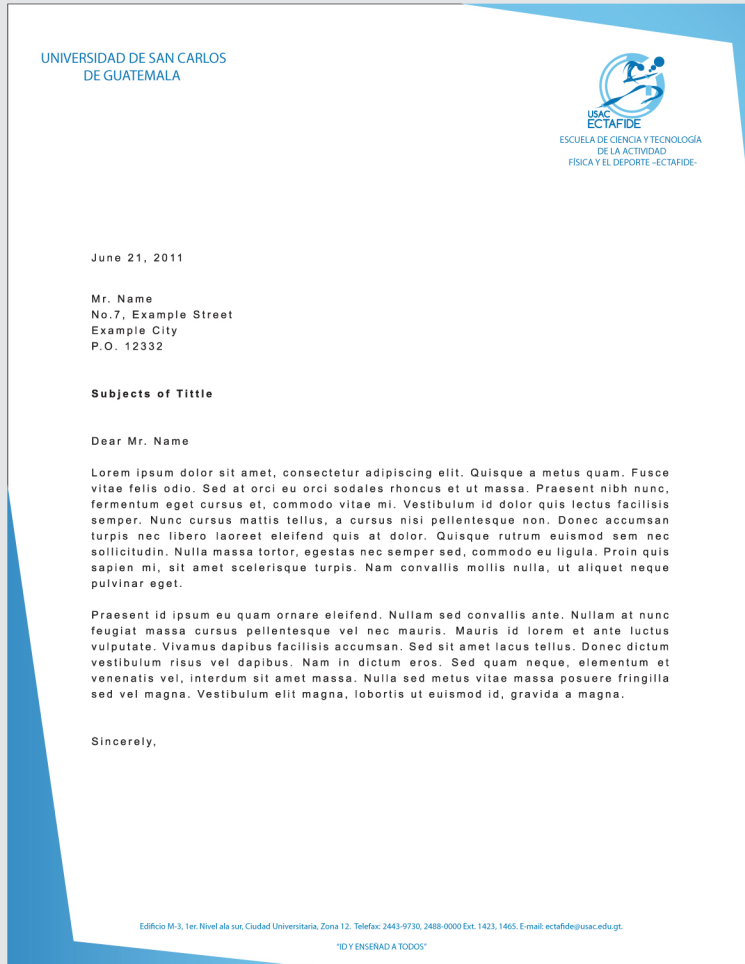 UNIVERSIDAD DE SAN CARLOS
DE GUATEMALA
USAC
ECTAFIDE
ESCUELA DE CIENCIA Y TECNOLOGÍA
DE LA ACTIVIDAD
FÍSICA Y EL DEPORTE –ECTAFIDE-
June 21, 2011
Mr. Name
No.7, Example Street
Example City
P.O. 12332
Subjects of Tittle
Dear Mr. Name
Lorem ipsum dolor sit amet, consectetur adipiscing elit. Quisque a metus quam. Fusce
vitae felis odio. Sed at orci eu orci sodales rhoncus et ut massa. Praesent nibh nunc,
fermentum eget cursus et, commodo vitae mi. Vestibulum id dolor quis lectus facilisis
semper. Nunc cursus mattis tellus, a cursus nisi pellentesque non. Donec accumsan
turpis nec libero laoreet eleifend quis at dolor. Quisque rutrum euismod sem nec
sollicitudin. Nulla massa tortor, egestas nec semper sed, commodo eu ligula. Proin quis
sapien mi, sit amet scelerisque turpis. Nam convallis mollis nulla, ut aliquet neque
pulvinar eget.
Praesent id ipsum eu quam ornare eleifend. Nullam sed convallis ante. Nullam at nunc
feugiat massa cursus pellentesque vel nec mauris. Mauris id lorem et ante luctus
vulputate. Vivamus dapibus facilisis accumsan. Sed sit amet lacus tellus. Donec dictum
vestibulum risus vel dapibus. Nam in dictum eros. Sed quam neque, elementum et
venenatis vel, interdum sit amet massa. Nulla sed metus vitae massa posuere fringilla
sed vel magna. Vestibulum elit magna, lobortis ut euismod id, gravida a magna.
Sincerely,
Edificio M-3, 1er. Nivel ala sur, Ciudad Universitaria, Zona 12. Telefax: 2443-9730, 2488-0000 Ext. 1423, 1465. E-mail: ectafide@usac.edu.gt.
"ID Y ENSEÑAD A TODOS"